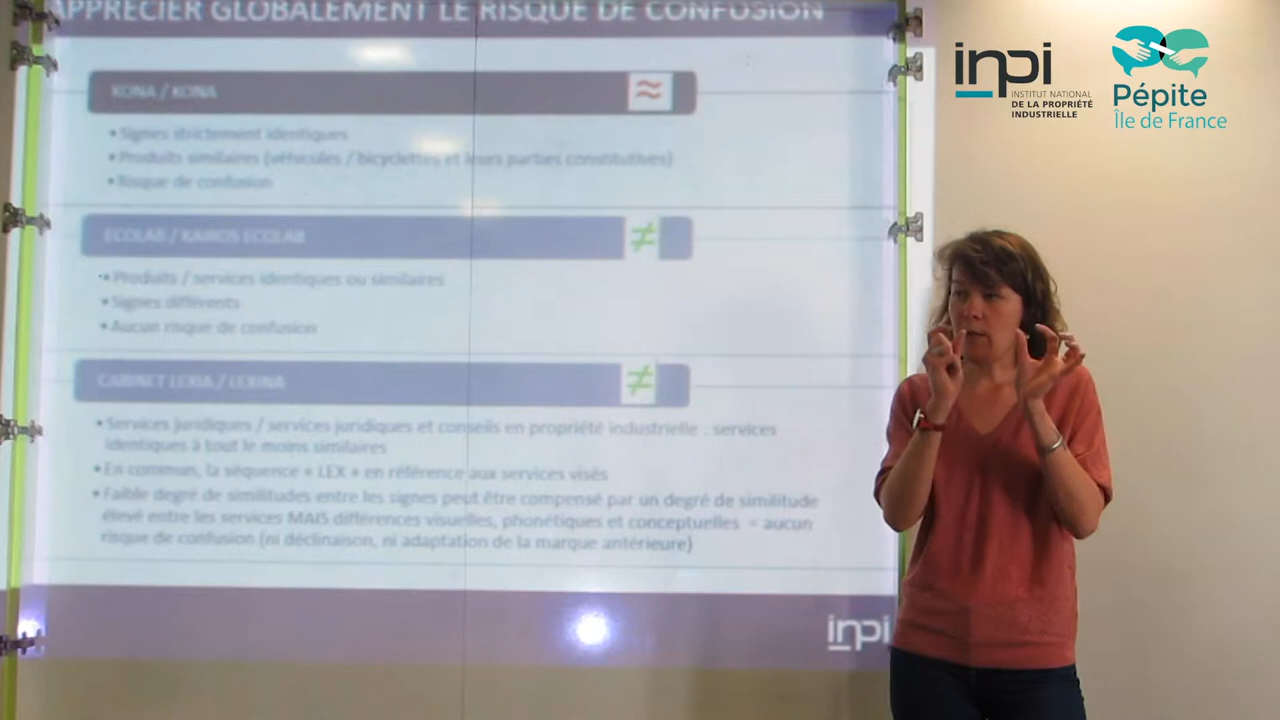 APPRÉCIER GLOBALEMENT LE RISQUE DE CONFUSION
KONA / KONA
≈
• Signes strictement identiques
• Produits similaires (véhicules / bicyclettes et leurs parties constitutives)
• Risque de confusion
ECOLAB / KAIROS ECOLAB
≠
• Produits / services identiques ou similaires
• Signes différents
• Aucun risque de confusion
CABINET LEXIA / LEXINA
≠
• Services juridiques / services juridiques et conseils en propriété industrielle : services
identiques à tout le moins similaires
• En commun, la séquence « LEX » en référence aux services visés
• Faible degré de similitudes entre les signes peut être compensé par un degré de similitude
élevé entre les services MAIS différences visuelles, phonétiques et conceptuelles = aucun
risque de confusion (ni déclinaison, ni adaptation de la marque antérieure)
inpi
inpi
INSTITUT NATIONAL
DE LA PROPRIÉTÉ
INDUSTRIELLE
Pépite
Île de France